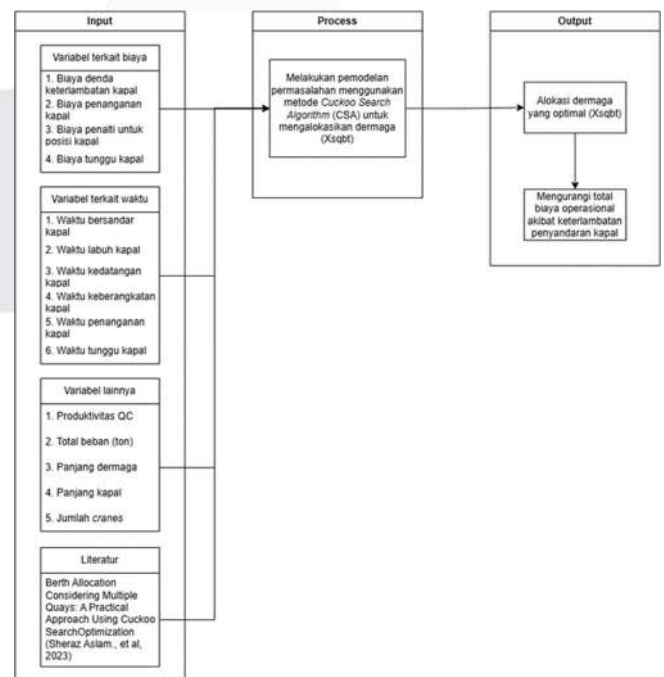 Input
Variabel terkait biaya
1. Biaya denda
keterlambatan kapal
2. Biaya penanganan
kapal
3. Biaya penalti untuk
posisi kapal
4. Biaya tunggu kapal
Variabel terkait waktu
1. Waktu bersandar
kapal
2. Waktu labuh kapal
3. Waktu kedatangan
kapal
4. Waktu keberangkatan
kapal
5. Waktu penanganan
kapal
6. Waktu tunggu kapal
Variabel lainnya
1. Produktivitas QC
2. Total beban (ton)
3. Panjang dermaga
4. Panjang kapal
5. Jumlah cranes
Literatur
Berth Allocation
Considering Multiple
Quays: A Practical
Approach Using Cuckoo
SearchOptimization
(Sheraz Aslam., et al,
2023)
Process
Melakukan pemodelan
permasalahan menggunakan
metode Cuckoo Search
Algorithm (CSA) untuk
mengalokasikan dermaga
(Xsqbt)
Output
Alokasi dermaga
yang optimal (Xsqbt)
Mengurangi total
biaya operasional
akibat keterlambatan
penyandaran kapal